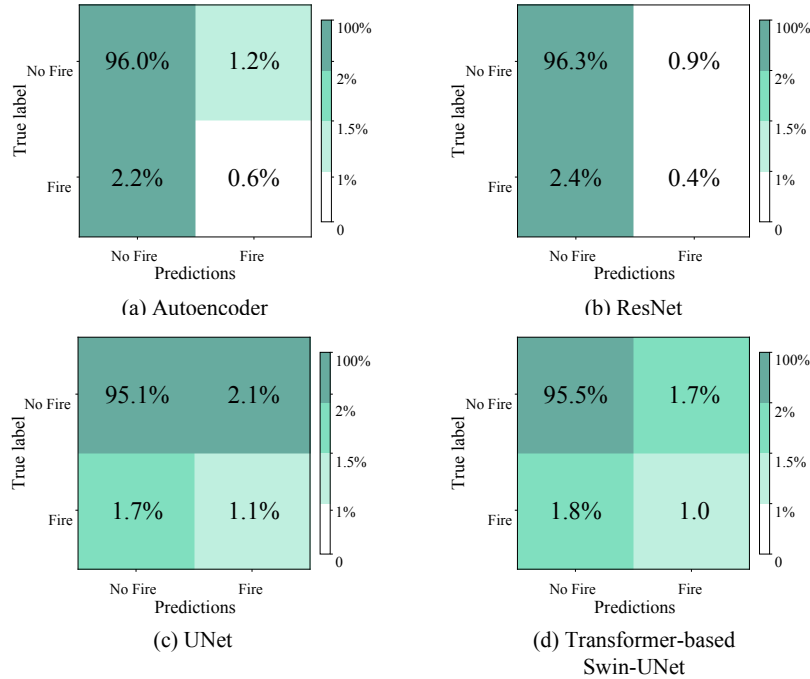 100%
No Fire 96.0% 1.2%
2%
True label
1.5%
Fire 2.2% 0.6%
1%
0
No Fire Fire
Predictions
(a) Autoencoder
100%
No Fire 96.3% 0.9%
2%
True label
1.5%
Fire 2.4% 0.4%
1%
0
No Fire Fire
Predictions
(b) ResNet
100%
No Fire 95.1% 2.1%
2%
True label
1.5%
Fire 1.7% 1.1%
1%
0
No Fire Fire
Predictions
(c) UNet
100%
No Fire 95.5% 1.7%
2%
True label
1.5%
Fire 1.8% 1.0
1%
0
No Fire Fire
Predictions
(d) Transformer-based
Swin-UNet